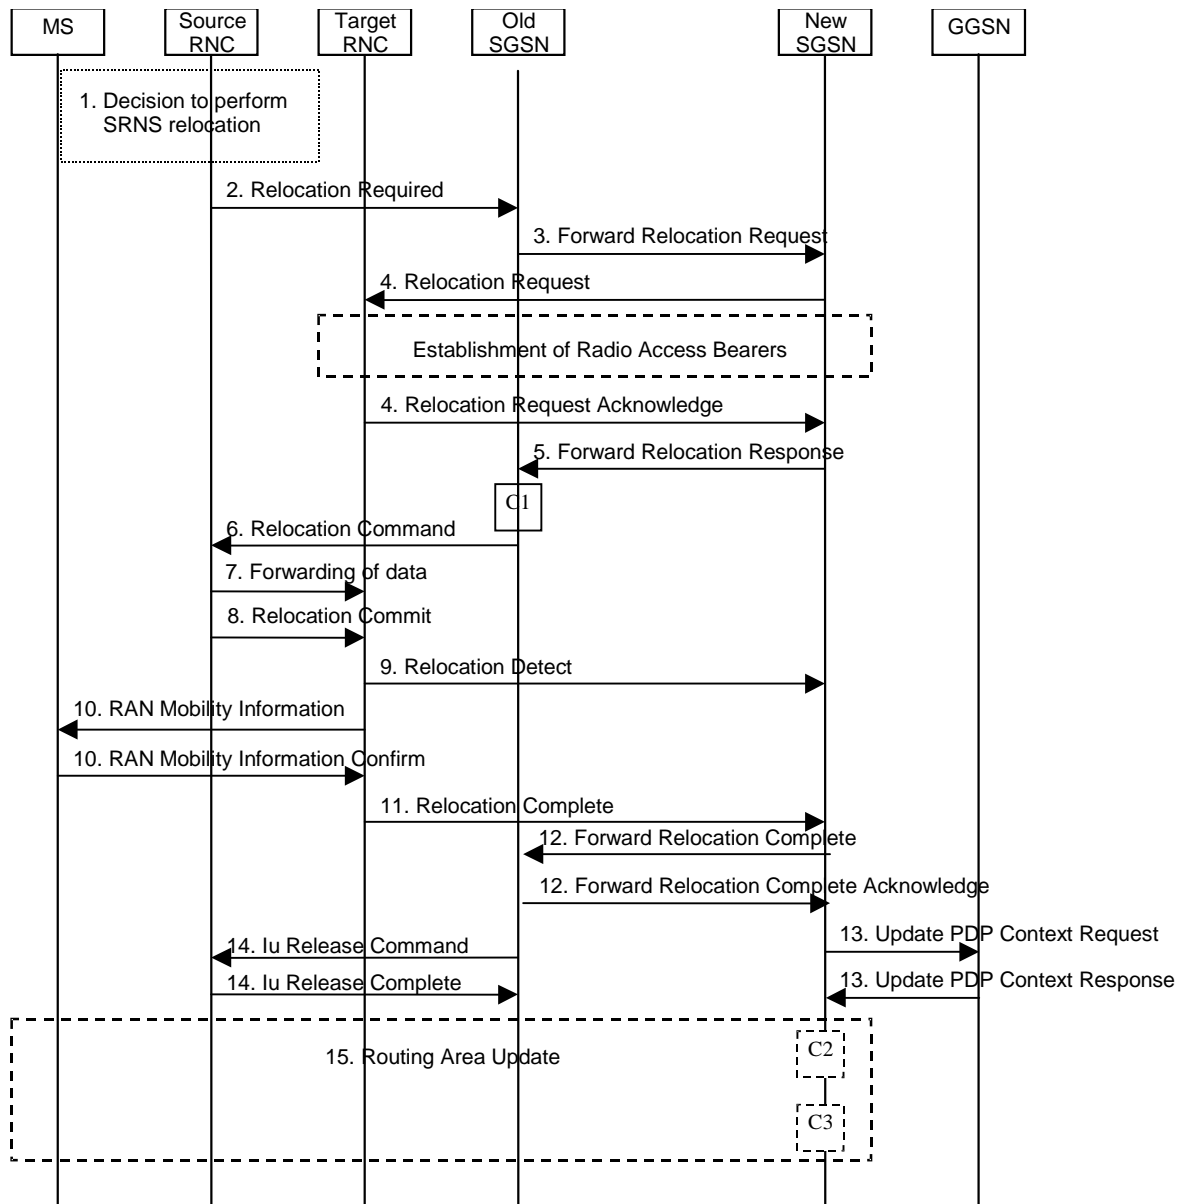 MS
Source
RNC
Target
RNC
Old
SGSN
New
SGSN
GGSN
1. Decision to perform
SRNS relocation
2. Relocation Required
3. Forward Relocation Request
4. Relocation Request
Establishment of Radio Access Bearers
4. Relocation Request Acknowledge
5. Forward Relocation Response
C1
6. Relocation Command
7. Forwarding of data
8. Relocation Commit
9. Relocation Detect
10. RAN Mobility Information
10. RAN Mobility Information Confirm
11. Relocation Complete
12. Forward Relocation Complete
12. Forward Relocation Complete Acknowledge
13. Update PDP Context Request
14. Iu Release Command
13. Update PDP Context Response
14. Iu Release Complete
15. Routing Area Update
C2
C3